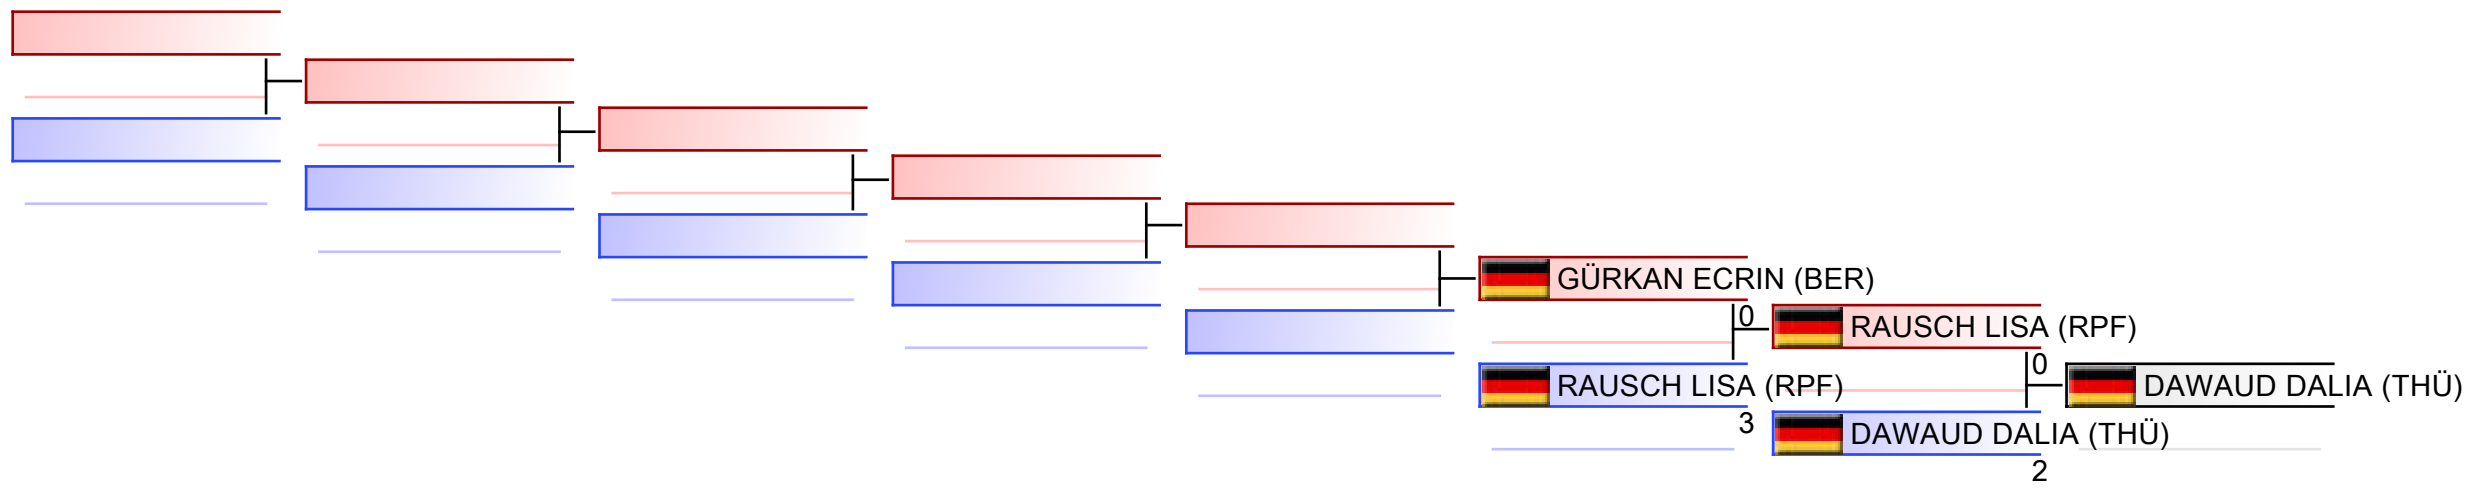 GÜRKAN ECRIN (BER)
0
RAUSCH LISA (RPF)
RAUSCH LISA (RPF)
3
0
DAWAUD DALIA (THÜ)
DAWAUD DALIA (THÜ)
2